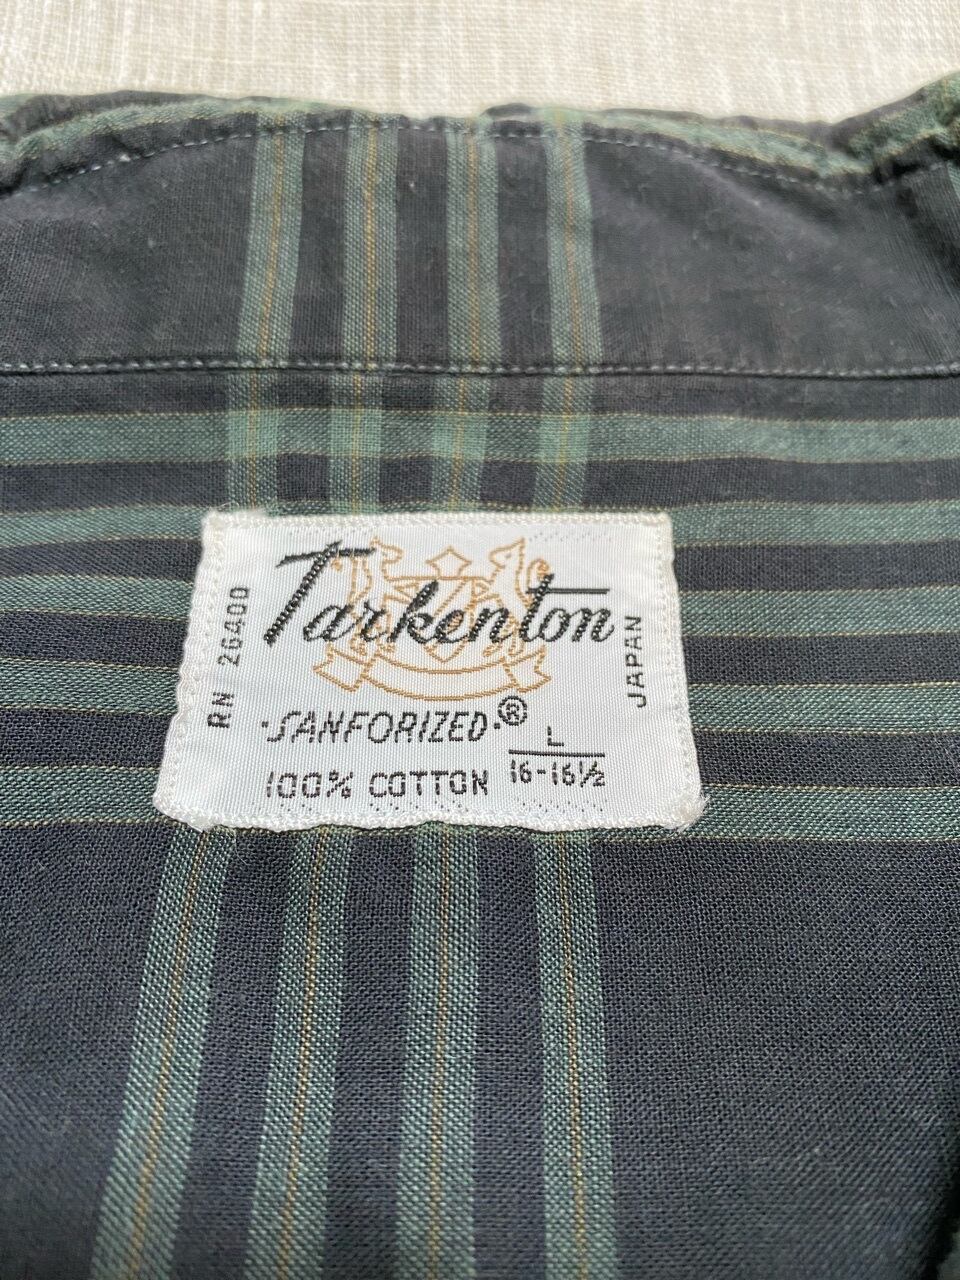 Tarkenton
RN 26400
JAPAN
·SANFORIZED·®
100% COTTON
L
16-16½